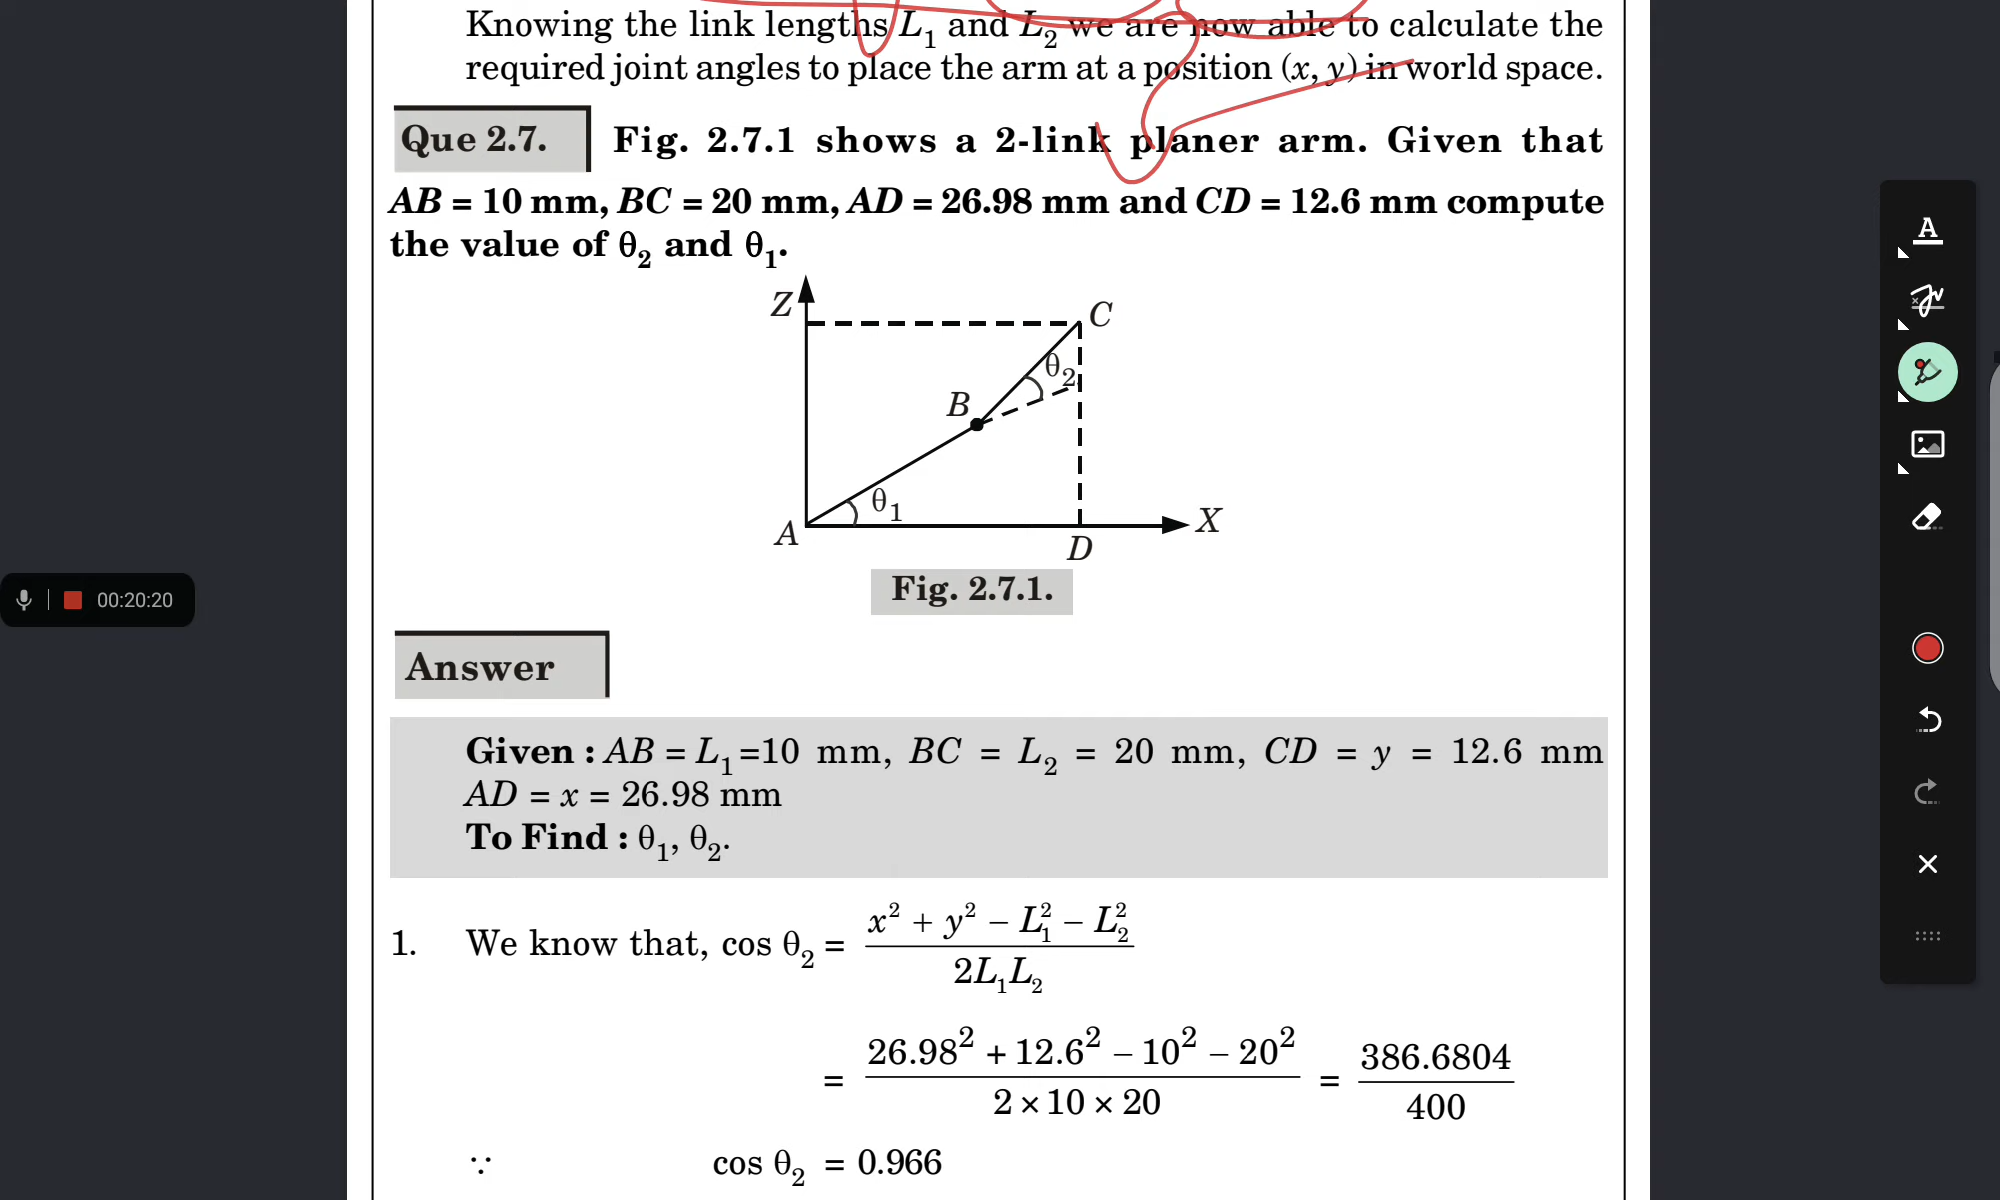 Knowing the link lengths L1 and L2 we are now able to calculate the
required joint angles to place the arm at a position (x, y) in world space.
Que 2.7. Fig. 2.7.1 shows a 2-link planer arm. Given that
AB = 10 mm, BC = 20 mm, AD = 26.98 mm and CD = 12.6 mm compute
the value of θ2 and θ1.
Z
C
θ2
B
θ1
A
X
D
Fig. 2.7.1.
00:20:20
Answer
Given : AB = L1 =10 mm, BC = L2 = 20 mm, CD = y = 12.6 mm
AD = x = 26.98 mm
To Find : θ1, θ2.
1. We know that, cos θ2 = (x² + y² − L1² − L2²) / 2L1L2
= (26.98² + 12.6² − 10² − 20²) / (2 × 10 × 20) = 386.6804 / 400
∵ cos θ2 = 0.966
A